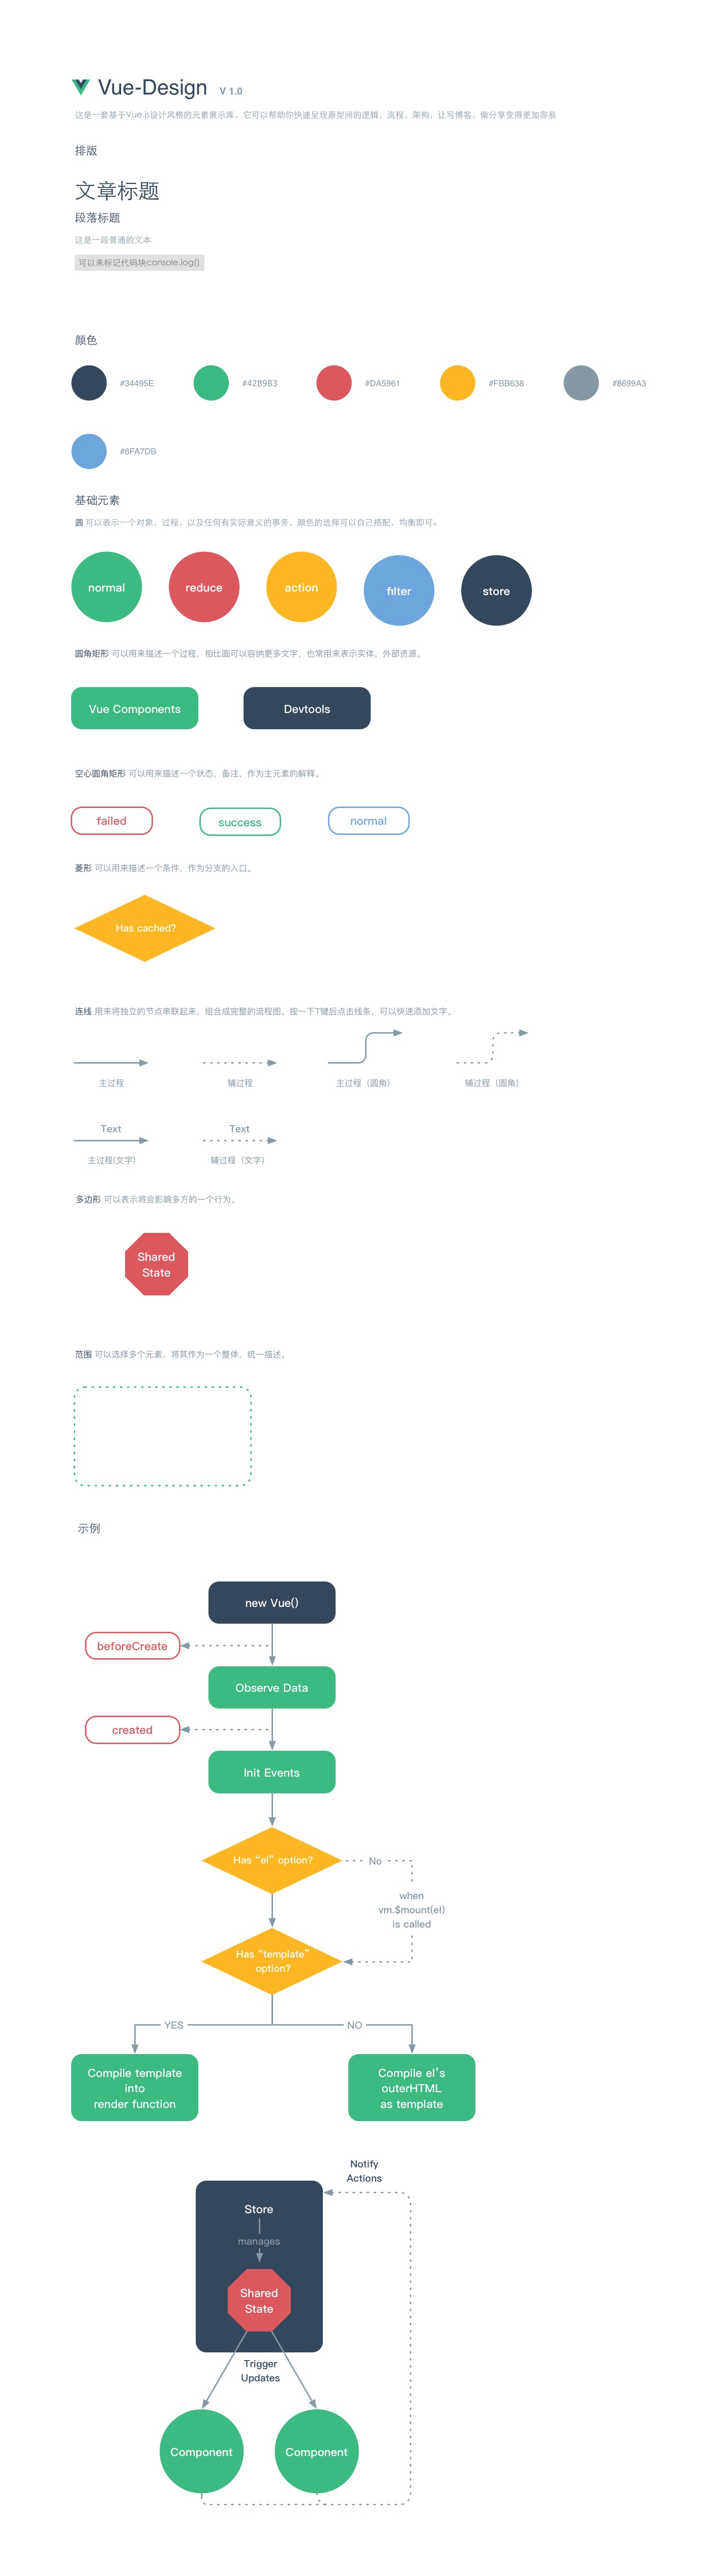 Vue-Design V 1.0
这是一套基于Vue.js设计风格的元素展示库，它可以帮助你快速呈现原型间的逻辑，流程，架构，让写博客，做分享变得更加容易
排版
文章标题
段落标题
这是一段普通的文本
可以来标记代码块console.log()
颜色
#34495E #42B983 #DA5961 #FBB638 #8699A3
#6FA7DB
基础元素
圆 可以表示一个对象、过程、以及任何有实际意义的事务，颜色的选择可以自己搭配，均衡即可。
normal reduce action filter store
圆角矩形 可以用来描述一个过程，相比圆可以容纳更多文字，也常用来表示实体，外部资源。
Vue Components Devtools
空心圆角矩形 可以用来描述一个状态、备注，作为主元素的解释。
failed success normal
菱形 可以用来描述一个条件，作为分支的入口。
Has cached?
连线 用来将独立的节点串联起来，组合成完整的流程图。按一下T键后点击线条，可以快速添加文字。
主过程 辅过程 主过程（圆角） 辅过程（圆角）
Text Text
主过程(文字) 辅过程（文字）
多边形 可以表示将会影响多方的一个行为。
Shared
State
范围 可以选择多个元素，将其作为一个整体，统一描述。
示例
new Vue()
beforeCreate
Observe Data
created
Init Events
Has “el” option? No
when
vm.$mount(el)
is called
Has “template”
option?
YES NO
Compile template
into
render function
Compile el's
outerHTML
as template
Notify
Actions
Store
manages
Shared
State
Trigger
Updates
Component Component